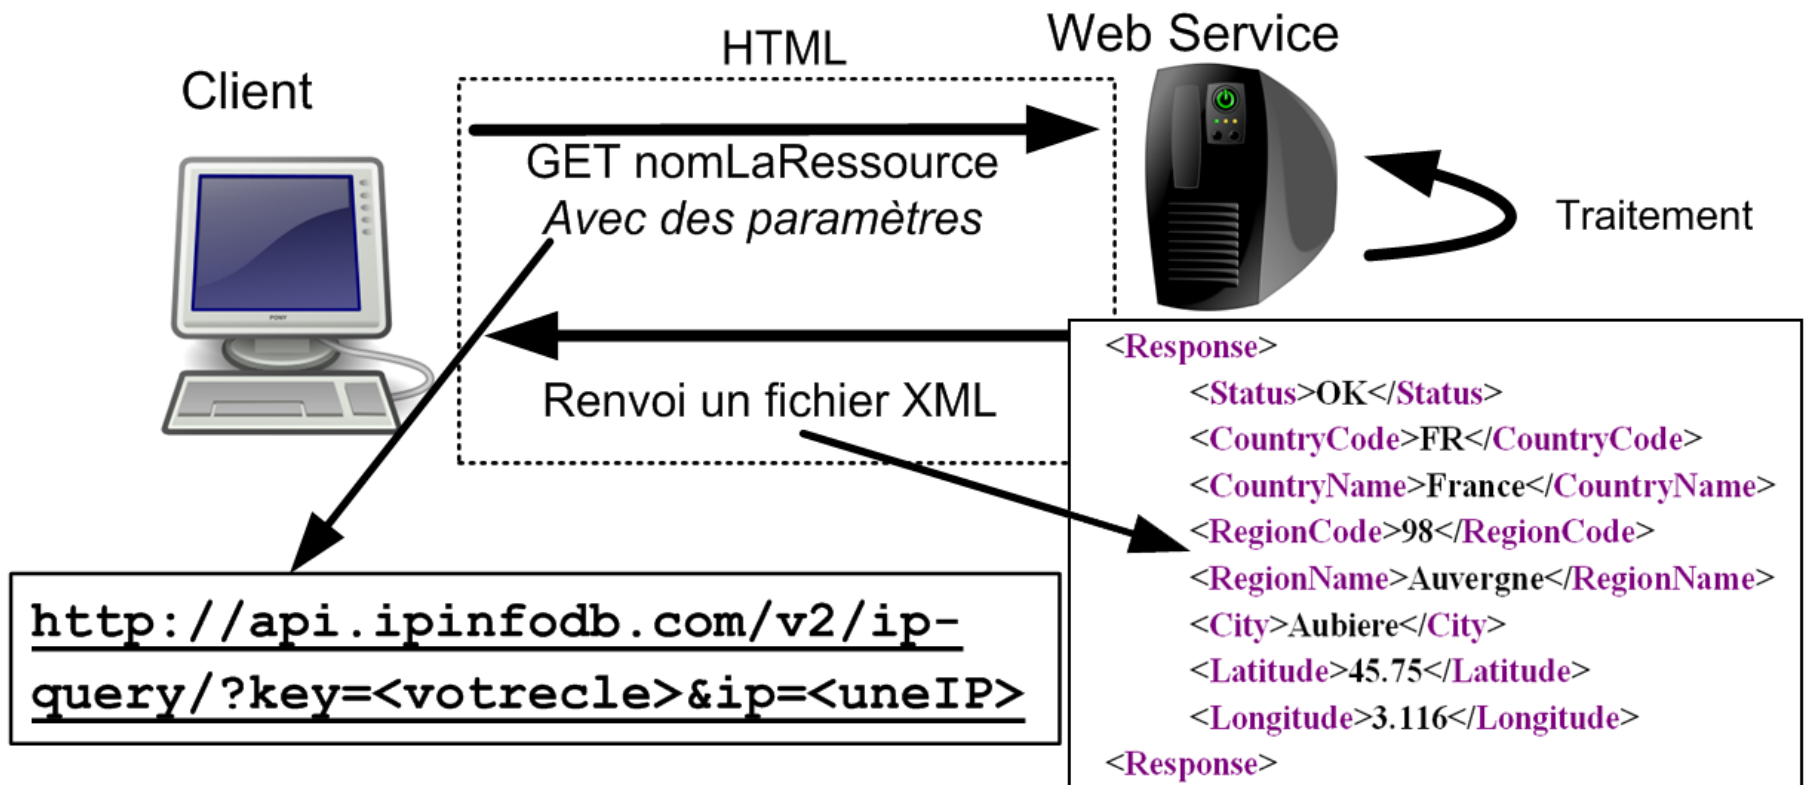 HTML
Web Service
Client
GET nomLaRessource
Avec des paramètres
Traitement
Renvoi un fichier XML
PONY
http://api.ipinfodb.com/v2/ip-
query/?key=<votrecle>&ip=<uneIP>
<Response>
<Status>OK</Status>
<CountryCode>FR</CountryCode>
<CountryName>France</CountryName>
<RegionCode>98</RegionCode>
<RegionName>Auvergne</RegionName>
<City>Aubiere</City>
<Latitude>45.75</Latitude>
<Longitude>3.116</Longitude>
<Response>